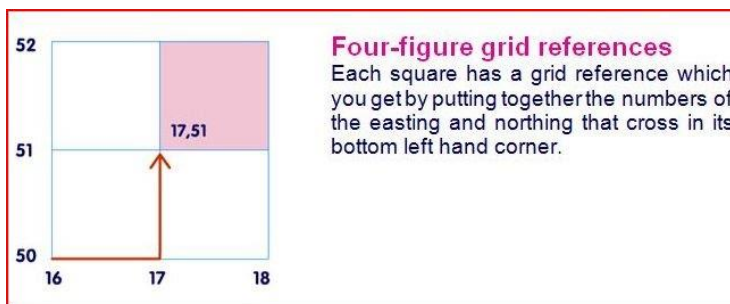 52
17,51
51
50
16 17 18
Four-figure grid references
Each square has a grid reference which
you get by putting together the numbers of
the easting and northing that cross in its
bottom left hand corner.